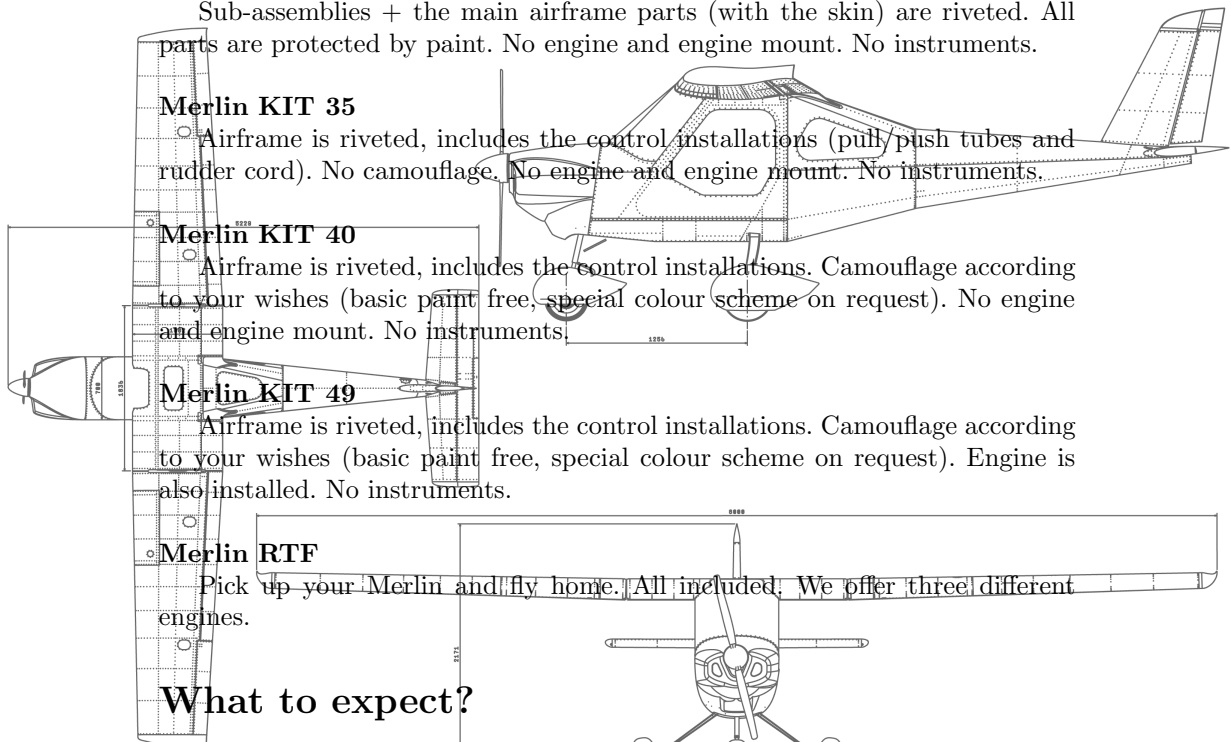 Sub-assemblies + the main airframe parts (with the skin) are riveted. All
parts are protected by paint. No engine and engine mount. No instruments.
Merlin KIT 35
Airframe is riveted, includes the control installations (pull/push tubes and
rudder cord). No camouflage. No engine and engine mount. No instruments.
Merlin KIT 40
Airframe is riveted, includes the control installations. Camouflage according
to your wishes (basic paint free, special colour scheme on request). No engine
and engine mount. No instruments.
1254
Merlin KIT 49
Airframe is riveted, includes the control installations. Camouflage according
to your wishes (basic paint free, special colour scheme on request). Engine is
also installed. No instruments.
Merlin RTF
Pick up your Merlin and fly home. All included. We offer three different
engines.
2171
What to expect?